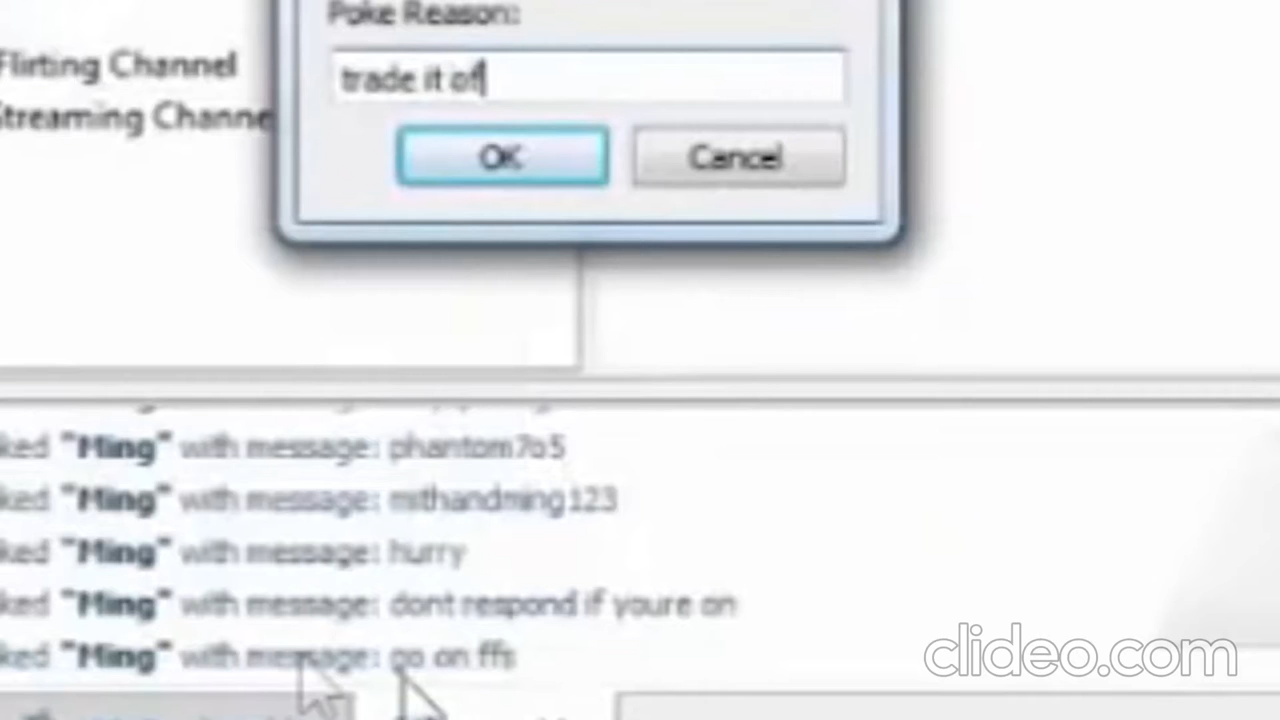 Poke Reason:
Flirting Channel
trade it of
Streaming Channe
OK
Cancel
ked "Ming" with message: phantom7o5
ked "Ming" with message: mithandming123
ked "Ming" with message: hurry
ked "Ming" with message: dont respond if youre on
ked "Ming" with message: go on ffs
clideo.com